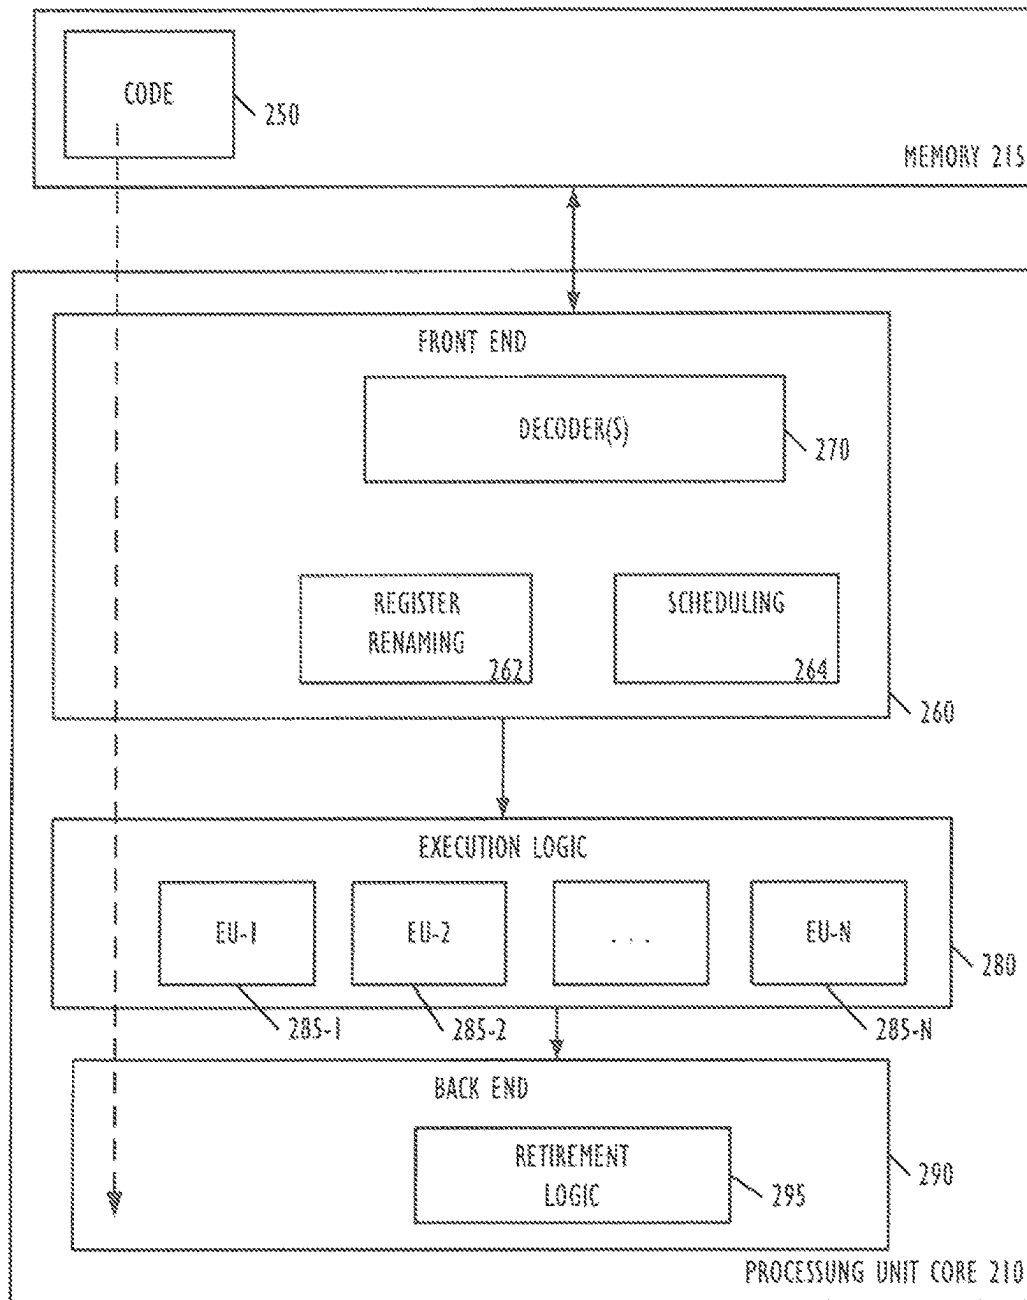 CODE
250
MEMORY 215
FRONT END
DECODER(S)
270
REGISTER
RENAMING
262
SCHEDULING
264
260
EXECUTION LOGIC
EU-1
EU-2
. . .
EU-N
280
285-1
285-2
285-N
BACK END
RETIREMENT
LOGIC
295
290
PROCESSUNG UNIT CORE 210